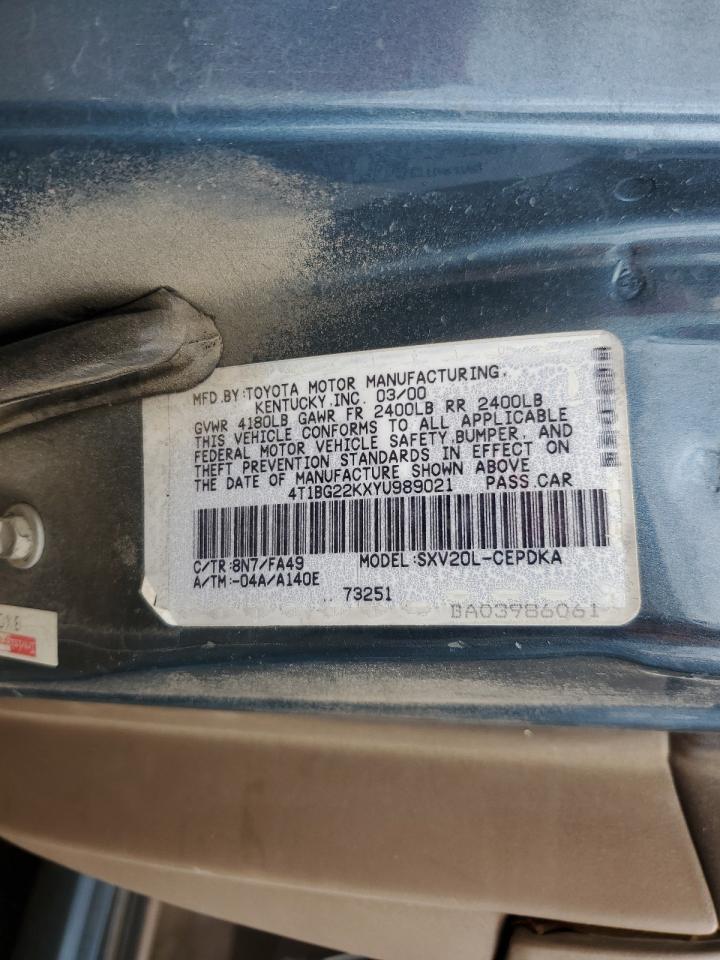 MFD.BY:TOYOTA MOTOR MANUFACTURING,
KENTUCKY,INC. 03/00
GVWR 4180LB GAWR FR 2400LB RR 2400LB
THIS VEHICLE CONFORMS TO ALL APPLICABLE
FEDERAL MOTOR VEHICLE SAFETY,BUMPER, AND
THEFT PREVENTION STANDARDS IN EFFECT ON
THE DATE OF MANUFACTURE SHOWN ABOVE
4T1BG22KXYU989021 PASS.CAR
C/TR:8N7/FA49 MODEL:SXV20L-CEPDKA
A/TM:-04A/A140E
73251
BA03986061